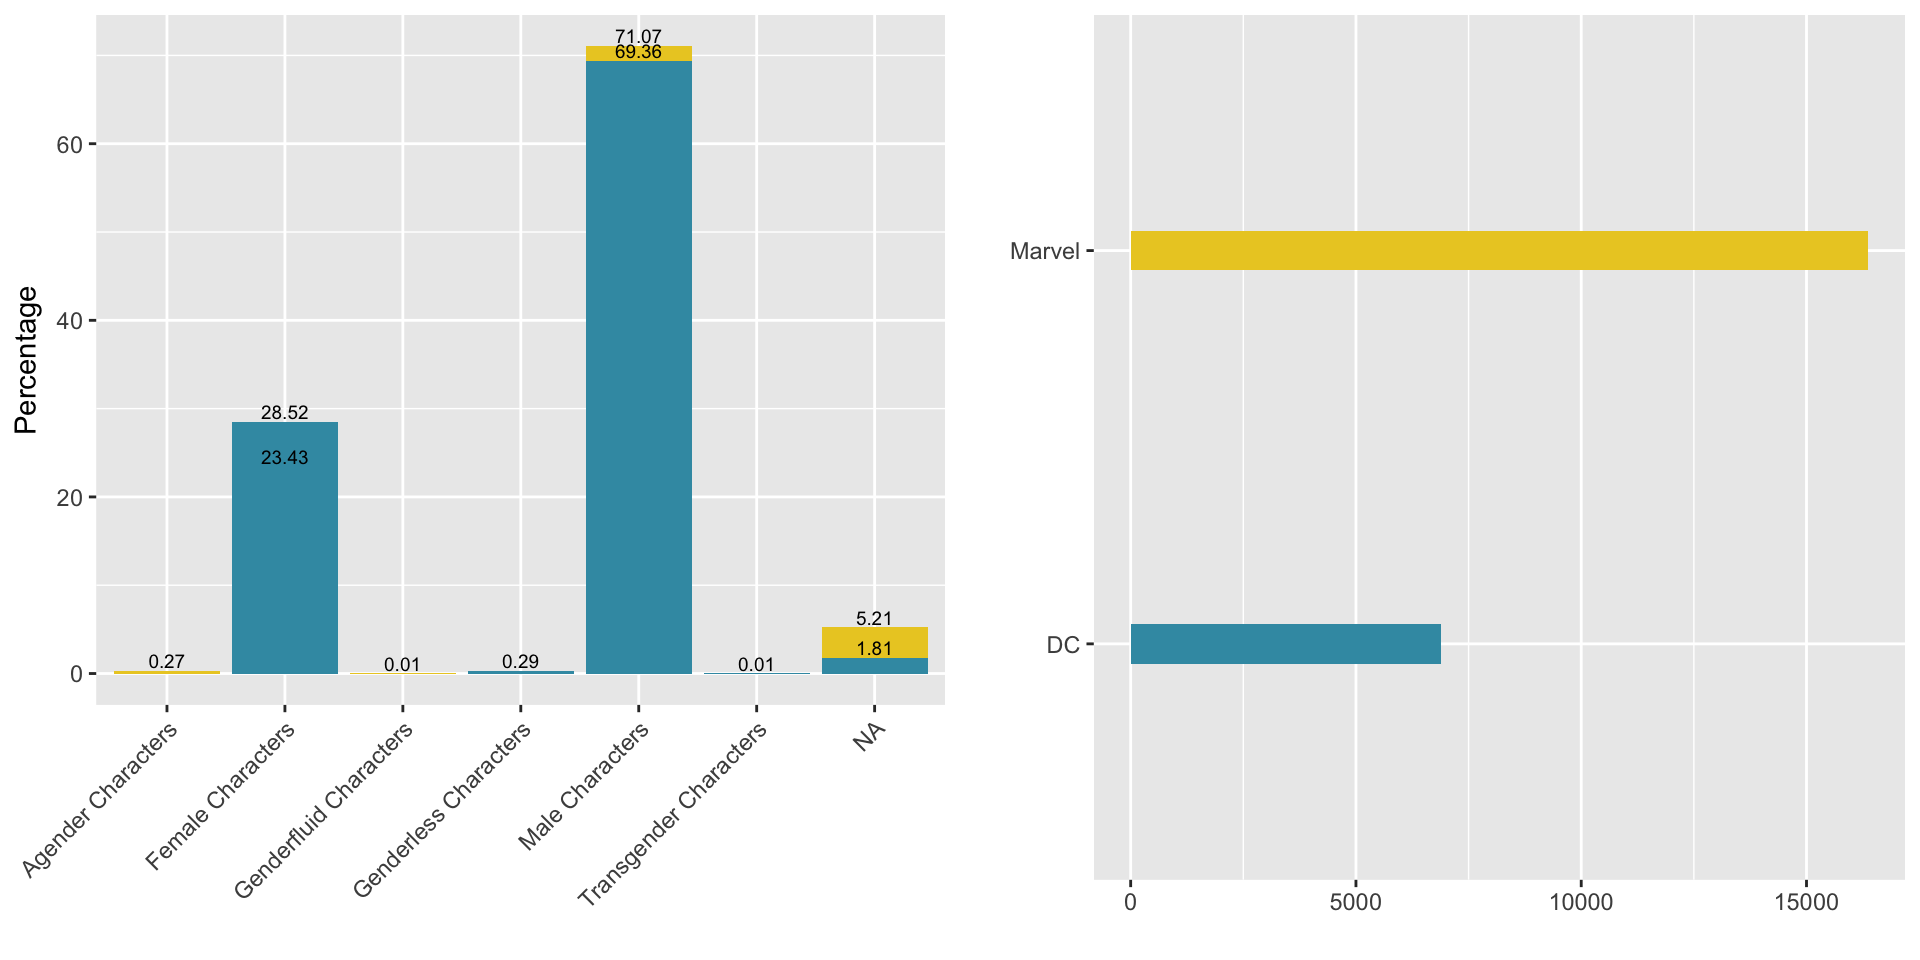 Percentage
60
40
20
0
71.07
69.36
28.52
23.43
5.21
1.81
0.27
0.01
0.29
0.01
Agender Characters
Female Characters
Genderfluid Characters
Genderless Characters
Male Characters
Transgender Characters
NA
Marvel
DC
0
5000
10000
15000